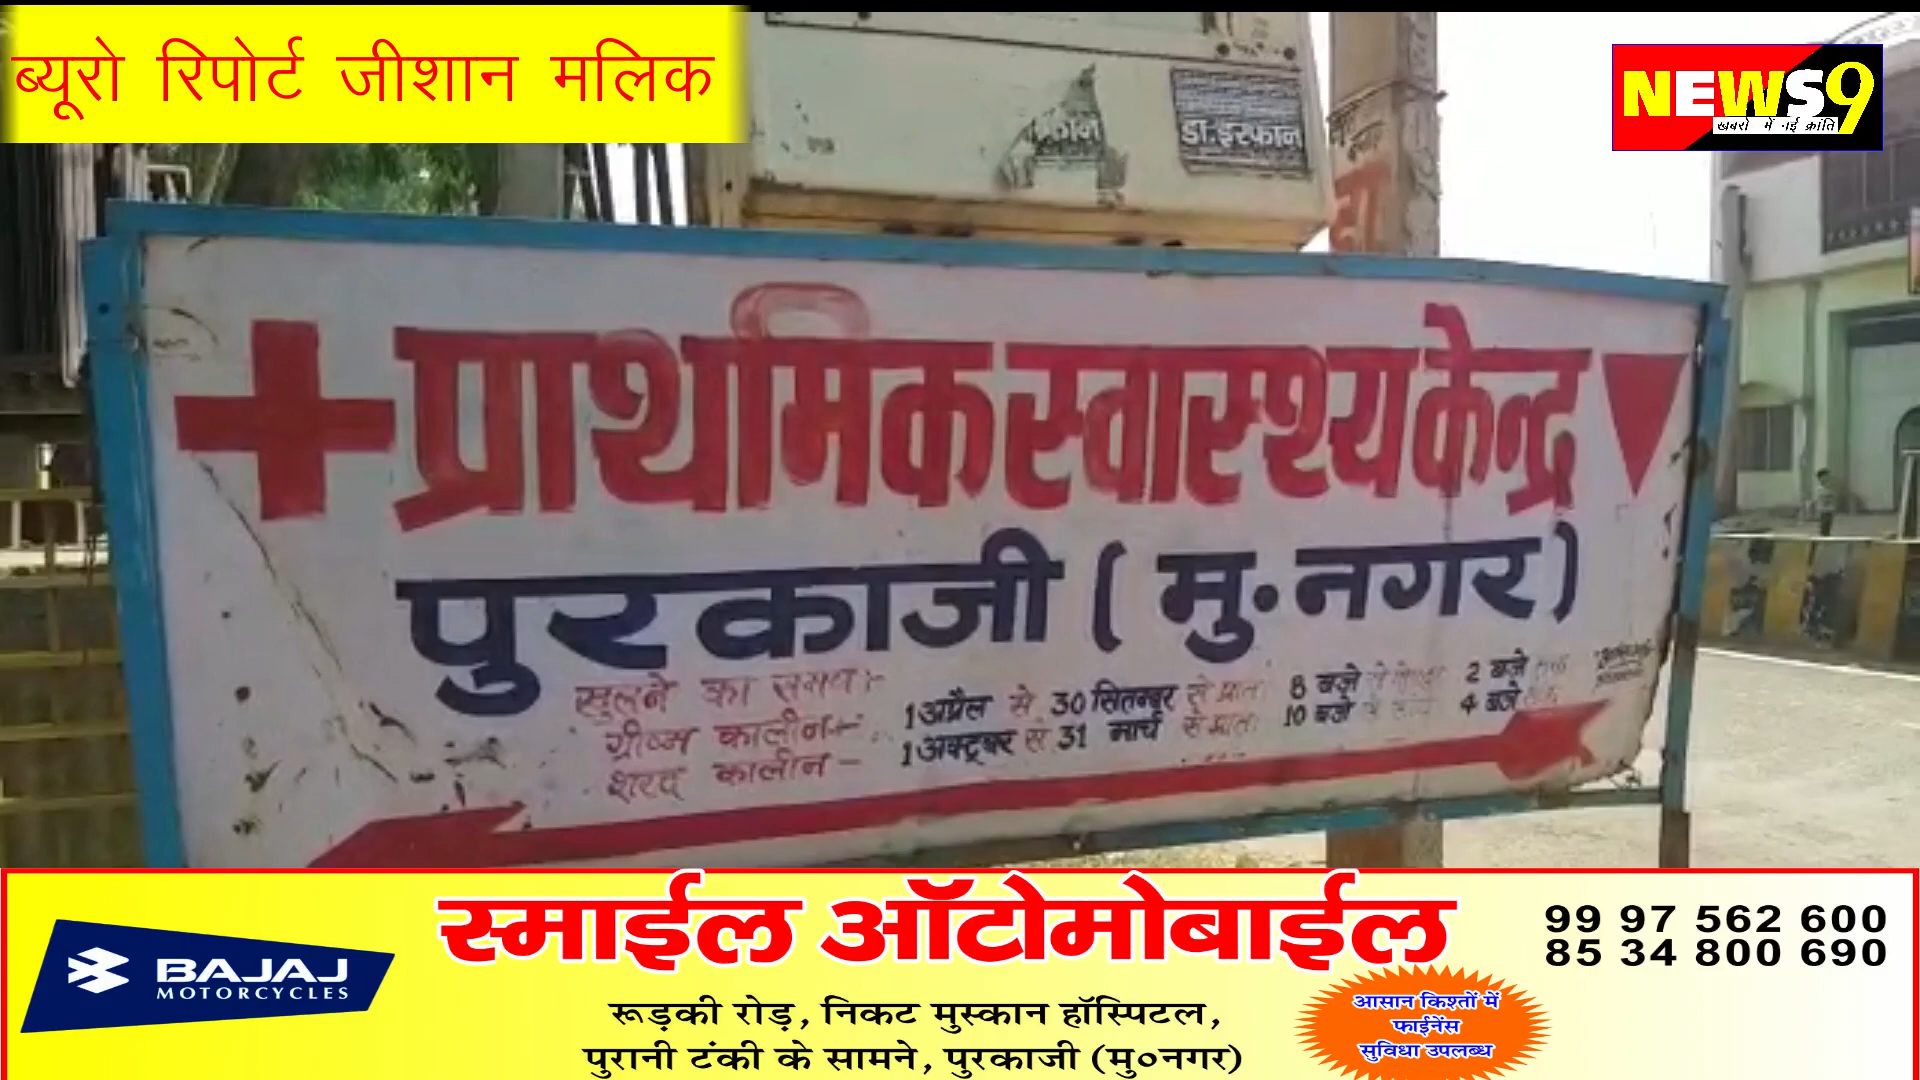 ब्यूरो रिपोर्ट जीशान मलिक
NEWS9
खबरों में नई क्रांति
डा.इरफान
प्राथमिक स्वास्थ्य केन्द्र
पुरकाजी ( मु॰नगर)
खुलने का समय :-
ग्रीष्म कालीन- 1अप्रैल से 30 सितम्बर से प्रात: 8 बजे से 2 बजे
शरद कालीन- 1अक्टूबर से 31 मार्च से प्रात: 10 बजे 4 बजे
BAJAJ
MOTORCYCLES
स्माईल ऑटोमोबाईल
99 97 562 600
85 34 800 690
रूड़की रोड़, निकट मुस्कान हॉस्पिटल,
पुरानी टंकी के सामने, पुरकाजी (मु०नगर)
आसान किश्तों में
फाईनेंस
सुविधा उपलब्ध